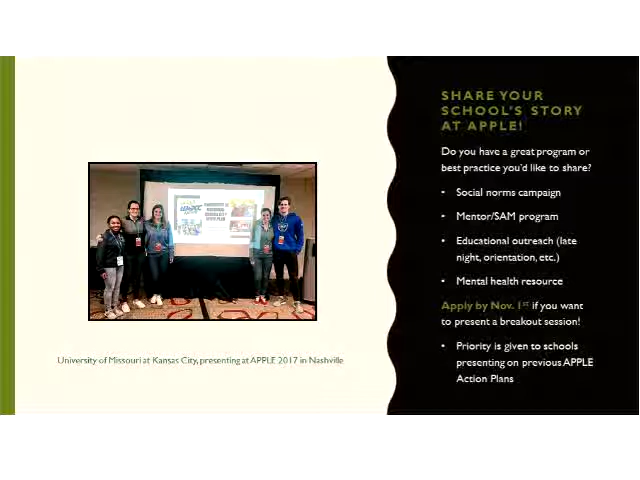 SHARE YOUR
SCHOOL'S STORY
AT APPLE!
Do you have a great program or
best practice you'd like to share?
• Social norms campaign
• Mentor/SAM program
• Educational outreach (late
night, orientation, etc.)
• Mental health resource
Apply by Nov. 1st if you want
to present a breakout session!
• Priority is given to schools
presenting on previous APPLE
Action Plans
University of Missouri at Kansas City, presenting at APPLE 2017 in Nashville